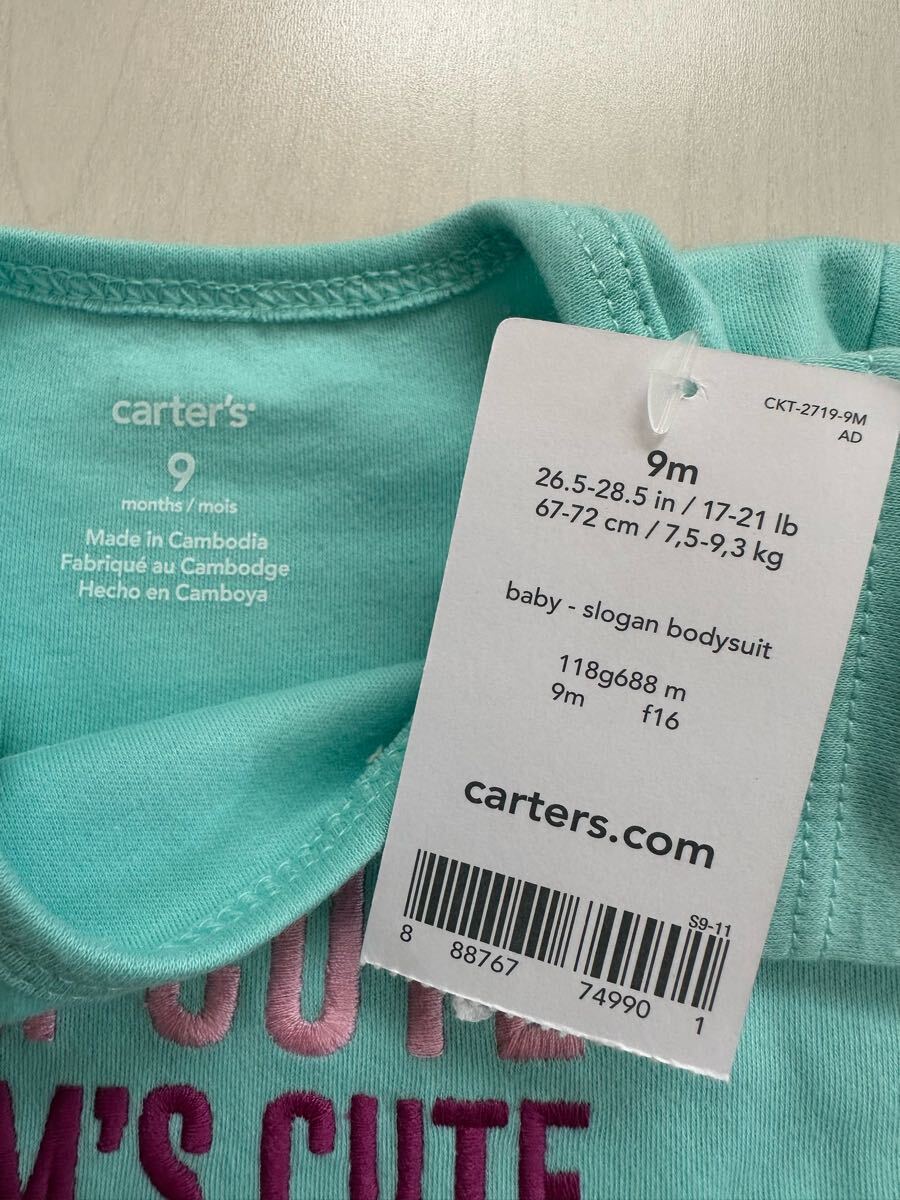 carter's
9
months / mois
Made in Cambodia
Fabriqué au Cambodge
Hecho en Camboya
CKT-2719-9M
AD
9m
26.5-28.5 in / 17-21 lb
67-72 cm / 7,5-9,3 kg
baby - slogan bodysuit
118g688 m
9m f16
carters.com
S9-11
8 88767 74990 1
CUTE
M'S CUTE